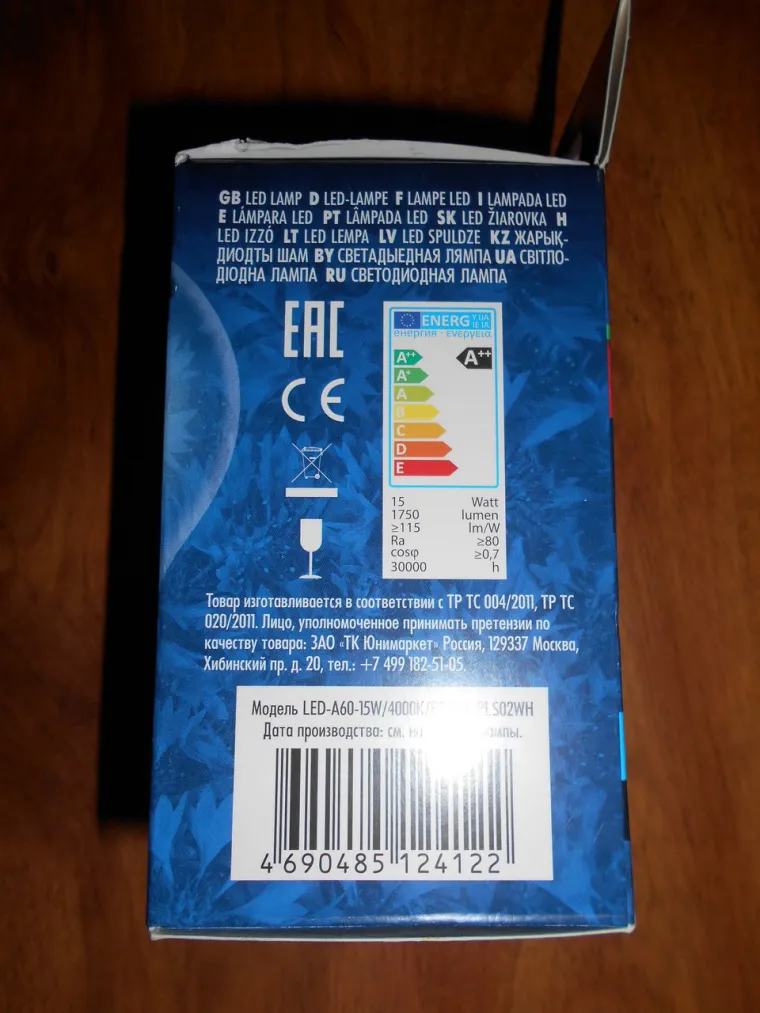 GB LED LAMP D LED-LAMPE F LAMPE LED I LAMPADA LED
E LÁMPARA LED PT LÂMPADA LED SK LED ŽIAROVKA H
LED IZZÓ LT LED LEMPA LV LED SPULDZE KZ ЖАРЫҚ-
ДИОДТЫ ШАМ BY СВЕТАДЫЕДНАЯ ЛЯМПА UA СВІТЛО-
ДІОДНА ЛАМПА RU СВЕТОДИОДНАЯ ЛАМПА
EAC
CE
ENERG Y IJA IE IA
енергия · ενεργεια
A++ A++
A+
A
B
C
D
E
15 Watt
1750 lumen
≥115 lm/W
Ra ≥80
cosφ ≥0,7
30000 h
Товар изготавливается в соответствии с ТР ТС 004/2011, ТР ТС
020/2011. Лицо, уполномоченное принимать претензии по
качеству товара: ЗАО «ТК Юнимаркет» Россия, 129337 Москва,
Хибинский пр. д. 20, тел.: +7 499 182-51-05.
Модель LED-A60-15W/4000K/
Дата производства: см.
4 690485 124122